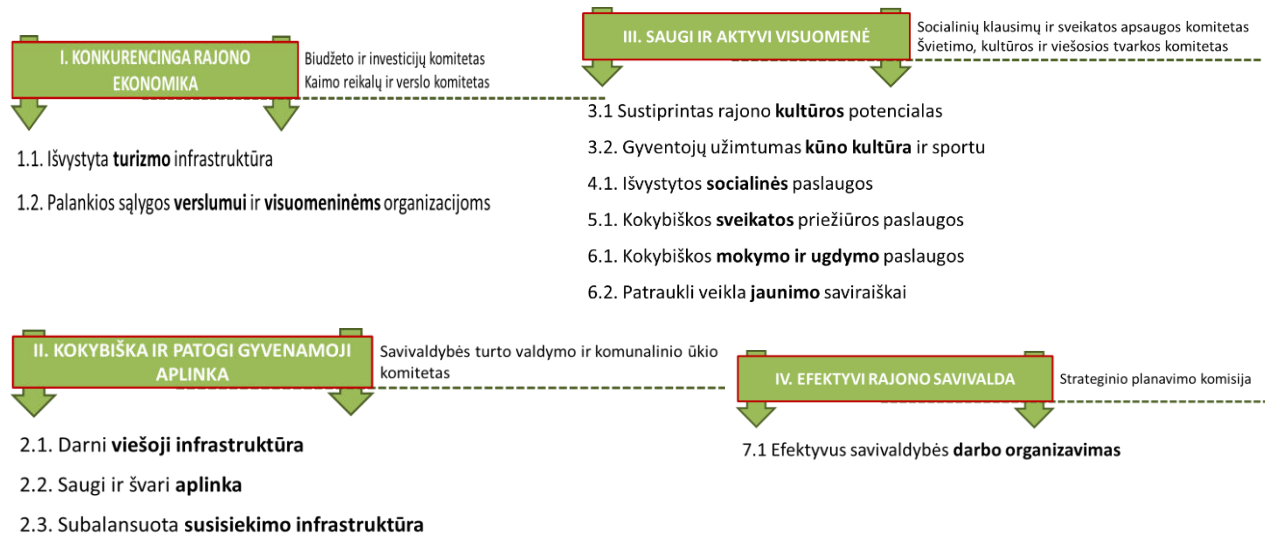 I. KONKURENCINGA RAJONO
EKONOMIKA
Biudžeto ir investicijų komitetas
Kaimo reikalų ir verslo komitetas
1.1. Išvystyta turizmo infrastruktūra
1.2. Palankios sąlygos verslumui ir visuomeninėms organizacijoms
III. SAUGI IR AKTYVI VISUOMENĖ
Socialinių klausimų ir sveikatos apsaugos komitetas
Švietimo, kultūros ir viešosios tvarkos komitetas
3.1 Sustiprintas rajono kultūros potencialas
3.2. Gyventojų užimtumas kūno kultūra ir sportu
4.1. Išvystytos socialinės paslaugos
5.1. Kokybiškos sveikatos priežiūros paslaugos
6.1. Kokybiškos mokymo ir ugdymo paslaugos
6.2. Patraukli veikla jaunimo saviraiškai
II. KOKYBIŠKA IR PATOGI GYVENAMOJI
APLINKA
Savivaldybės turto valdymo ir komunalinio ūkio
komitetas
2.1. Darni viešoji infrastruktūra
2.2. Saugi ir švari aplinka
2.3. Subalansuota susisiekimo infrastruktūra
IV. EFEKTYVI RAJONO SAVIVALDA
Strateginio planavimo komisija
7.1 Efektyvus savivaldybės darbo organizavimas